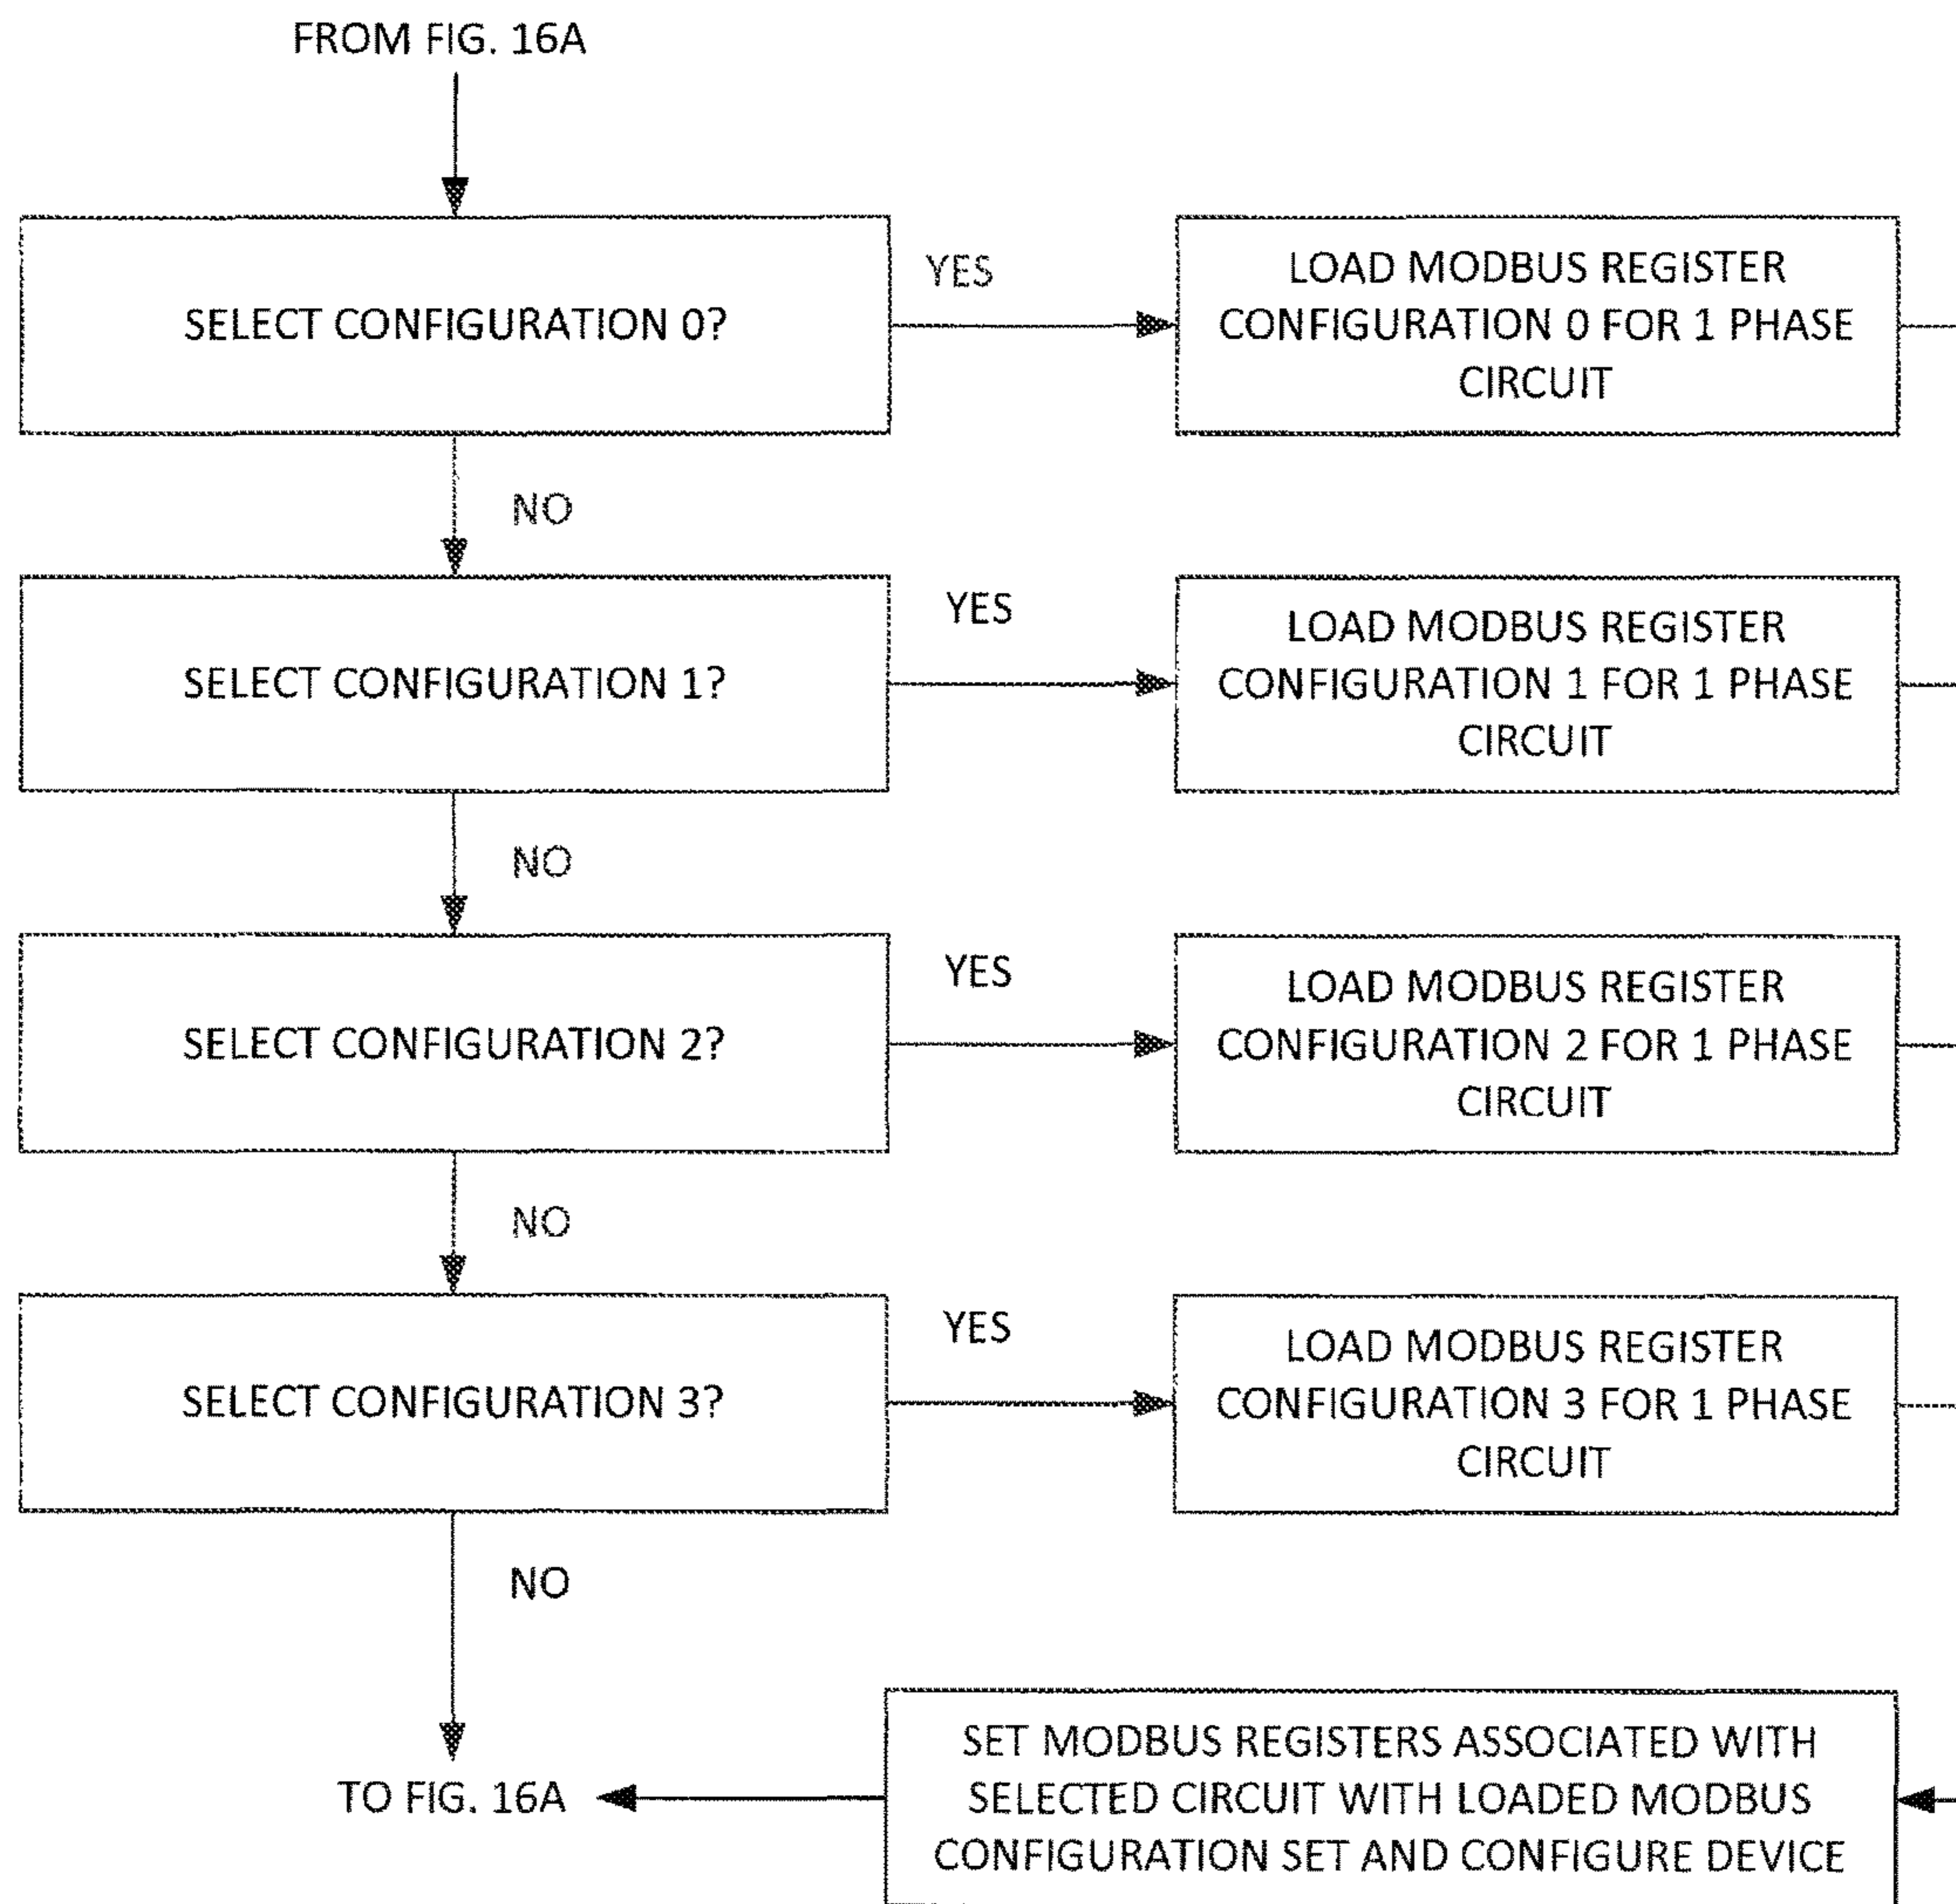 FROM FIG. 16A
SELECT CONFIGURATION 0?
YES
LOAD MODBUS REGISTER
CONFIGURATION 0 FOR 1 PHASE
CIRCUIT
NO
SELECT CONFIGURATION 1?
YES
LOAD MODBUS REGISTER
CONFIGURATION 1 FOR 1 PHASE
CIRCUIT
NO
SELECT CONFIGURATION 2?
YES
LOAD MODBUS REGISTER
CONFIGURATION 2 FOR 1 PHASE
CIRCUIT
NO
SELECT CONFIGURATION 3?
YES
LOAD MODBUS REGISTER
CONFIGURATION 3 FOR 1 PHASE
CIRCUIT
NO
TO FIG. 16A
SET MODBUS REGISTERS ASSOCIATED WITH
SELECTED CIRCUIT WITH LOADED MODBUS
CONFIGURATION SET AND CONFIGURE DEVICE